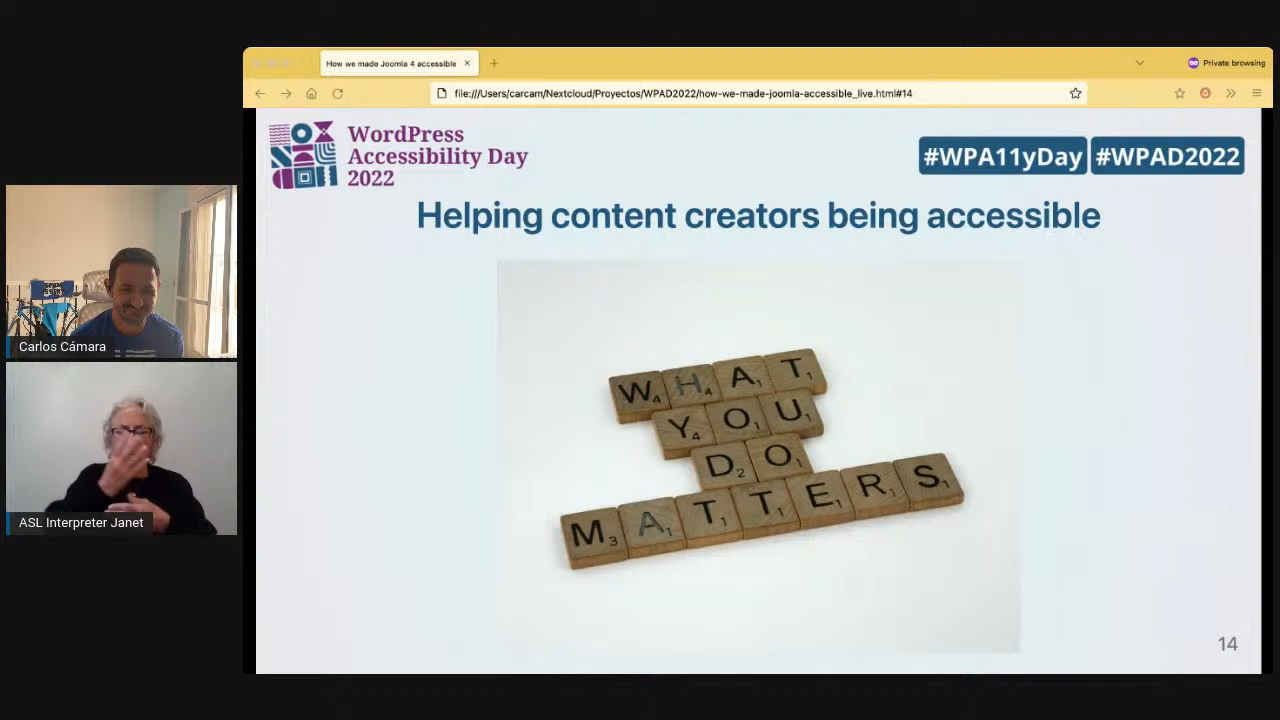 How we made Joomla 4 accessible
Private browsing
file:///Users/carcam/Nextcloud/Proyectos/WPAD2022/how-we-made-joomla-accessible_live.html#14
WordPress
Accessibility Day
2022
#WPA11yDay #WPAD2022
Helping content creators being accessible
WHAT
YOU
DO
MATTERS
14
Carlos Cámara
ASL Interpreter Janet